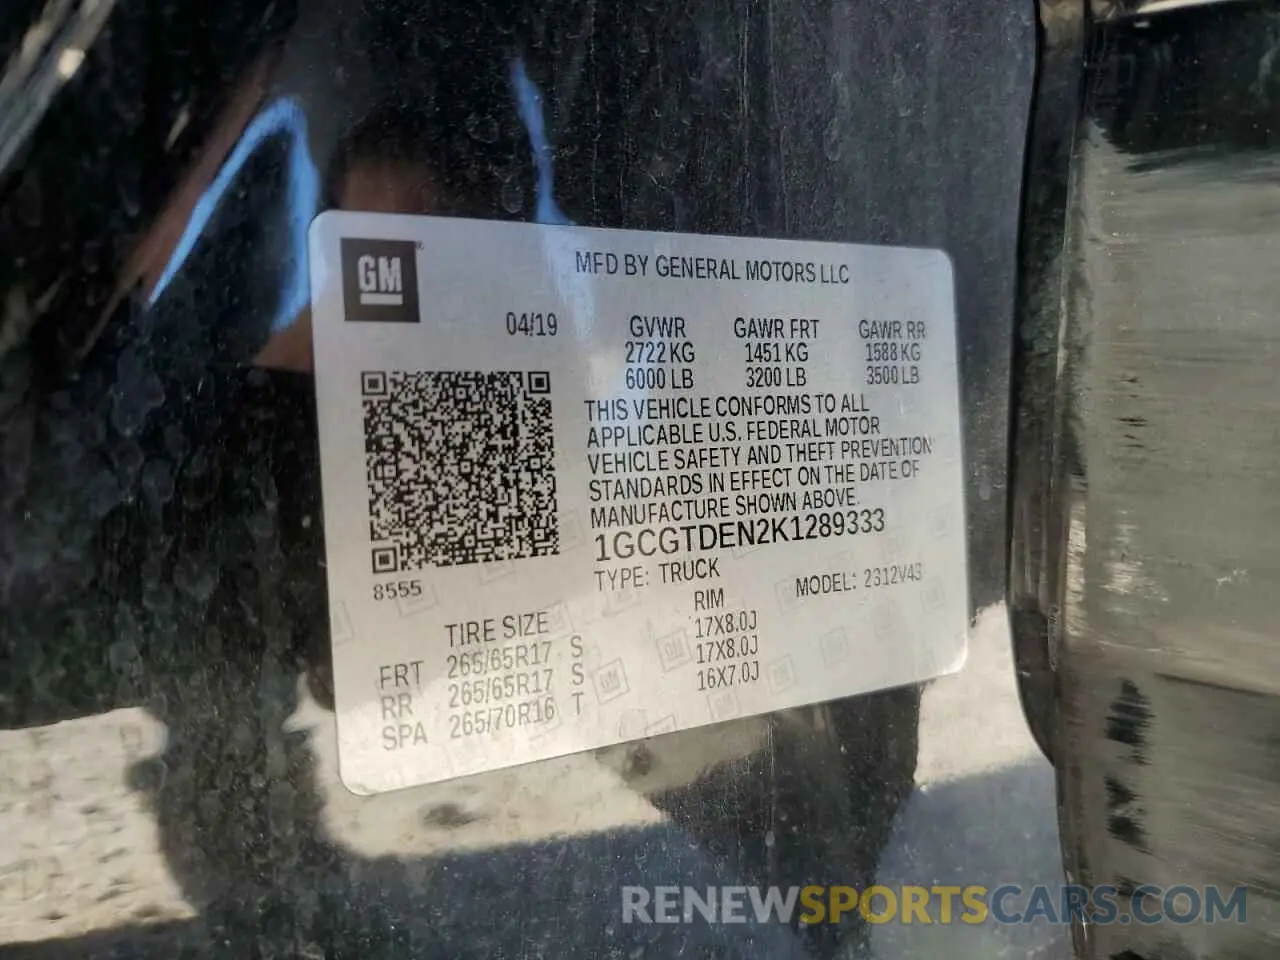 GM
MFD BY GENERAL MOTORS LLC
04/19
GVWR GAWR FRT GAWR RR
2722 KG 1451 KG 1588 KG
6000 LB 3200 LB 3500 LB
THIS VEHICLE CONFORMS TO ALL
APPLICABLE U.S. FEDERAL MOTOR
VEHICLE SAFETY AND THEFT PREVENTION
STANDARDS IN EFFECT ON THE DATE OF
MANUFACTURE SHOWN ABOVE.
1GCGTDEN2K1289333
TYPE: TRUCK MODEL: 2312V43
8555
TIRE SIZE RIM
FRT 265/65R17 S 17X8.0J
RR 265/65R17 S 17X8.0J
SPA 265/70R16 T 16X7.0J
RENEWSPORTSCARS.COM